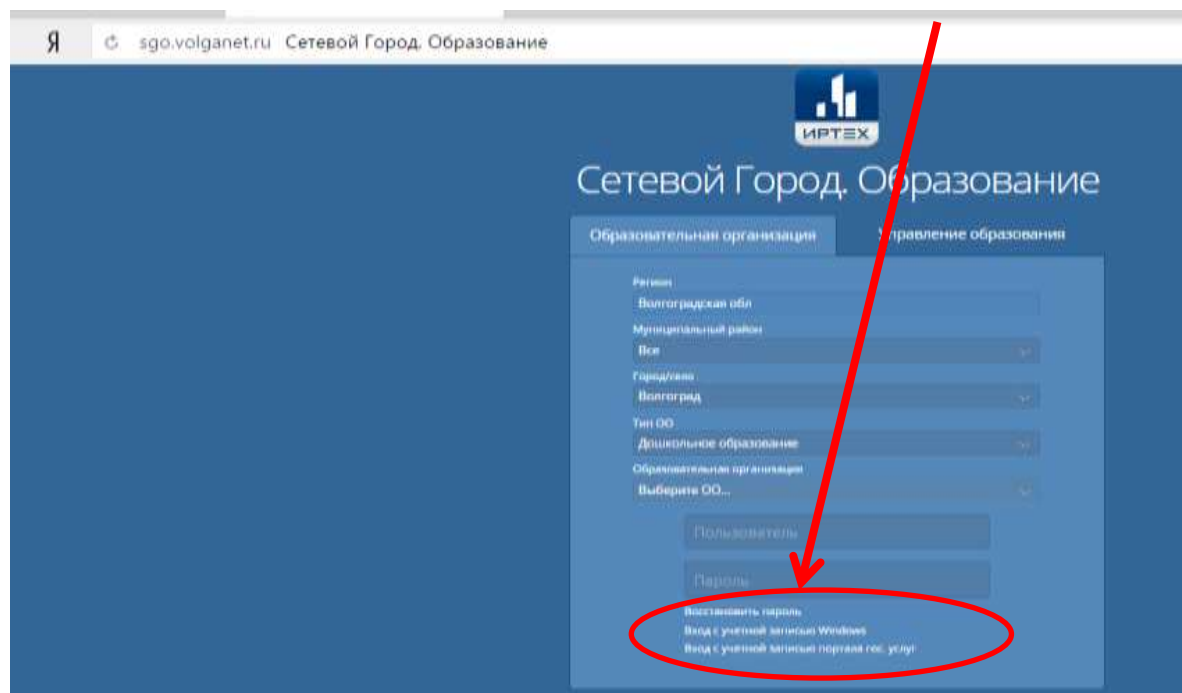 Я sgo.volganet.ru Сетевой Город. Образование
ИРТЕХ
Сетевой Город. Образование
Образовательная организация Управление образования
Регион
Волгоградская обл
Муниципальный район
Все
Город/село
Волгоград
Тип ОО
Дошкольное образование
Образовательная организация
Выберите ОО...
Пользователь
Пароль
Восстановить пароль
Вход с учетной записью Windows
Вход с учетной записью портала гос. услуг